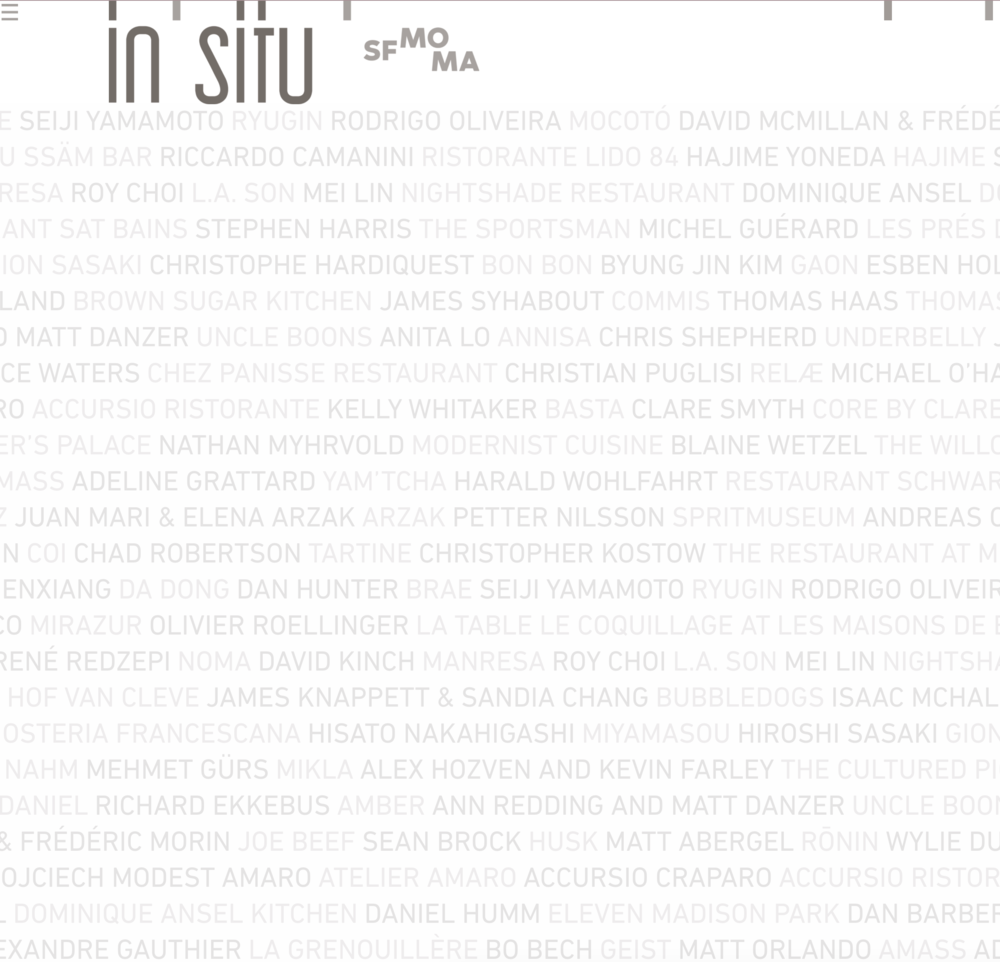 in situ
SFMOMA
E SEIJI YAMAMOTO RYUGIN RODRIGO OLIVEIRA MOCOTÓ DAVID MCMILLAN & FRÉDÉ
U SSÄM BAR RICCARDO CAMANINI RISTORANTE LIDO 84 HAJIME YONEDA HAJIME S
RESA ROY CHOI L.A. SON MEI LIN NIGHTSHADE RESTAURANT DOMINIQUE ANSEL DO
ANT SAT BAINS STEPHEN HARRIS THE SPORTSMAN MICHEL GUÉRARD LES PRÉS D
ION SASAKI CHRISTOPHE HARDIQUEST BON BON BYUNG JIN KIM GAON ESBEN HOL
LAND BROWN SUGAR KITCHEN JAMES SYHABOUT COMMIS THOMAS HAAS THOMAS
D MATT DANZER UNCLE BOONS ANITA LO ANNISA CHRIS SHEPHERD UNDERBELLY J
CE WATERS CHEZ PANISSE RESTAURANT CHRISTIAN PUGLISI RELÆ MICHAEL O'HA
RO ACCURSIO RISTORANTE KELLY WHITAKER BASTA CLARE SMYTH CORE BY CLARE
ER'S PALACE NATHAN MYHRVOLD MODERNIST CUISINE BLAINE WETZEL THE WILLO
MASS ADELINE GRATTARD YAM'TCHA HARALD WOHLFAHRT RESTAURANT SCHWAR
Z JUAN MARI & ELENA ARZAK ARZAK PETTER NILSSON SPRITMUSEUM ANDREAS C
N COI CHAD ROBERTSON TARTINE CHRISTOPHER KOSTOW THE RESTAURANT AT M
ENXIANG DA DONG DAN HUNTER BRAE SEIJI YAMAMOTO RYUGIN RODRIGO OLIVEIR
CO MIRAZUR OLIVIER ROELLINGER LA TABLE LE COQUILLAGE AT LES MAISONS DE B
RENÉ REDZEPI NOMA DAVID KINCH MANRESA ROY CHOI L.A. SON MEI LIN NIGHTSHA
HOF VAN CLEVE JAMES KNAPPETT & SANDIA CHANG BUBBLEDOGS ISAAC MCHAL
OSTERIA FRANCESCANA HISATO NAKAHIGASHI MIYAMASOU HIROSHI SASAKI GION
NAHM MEHMET GÜRS MIKLA ALEX HOZVEN AND KEVIN FARLEY THE CULTURED PI
DANIEL RICHARD EKKEBUS AMBER ANN REDDING AND MATT DANZER UNCLE BOON
& FRÉDÉRIC MORIN JOE BEEF SEAN BROCK HUSK MATT ABERGEL RŌNIN WYLIE DU
OJCIECH MODEST AMARO ATELIER AMARO ACCURSIO CRAPARO ACCURSIO RISTOR
L DOMINIQUE ANSEL KITCHEN DANIEL HUMM ELEVEN MADISON PARK DAN BARBER
EXANDRE GAUTHIER LA GRENOUILLÈRE BO BECH GEIST MATT ORLANDO AMASS AD